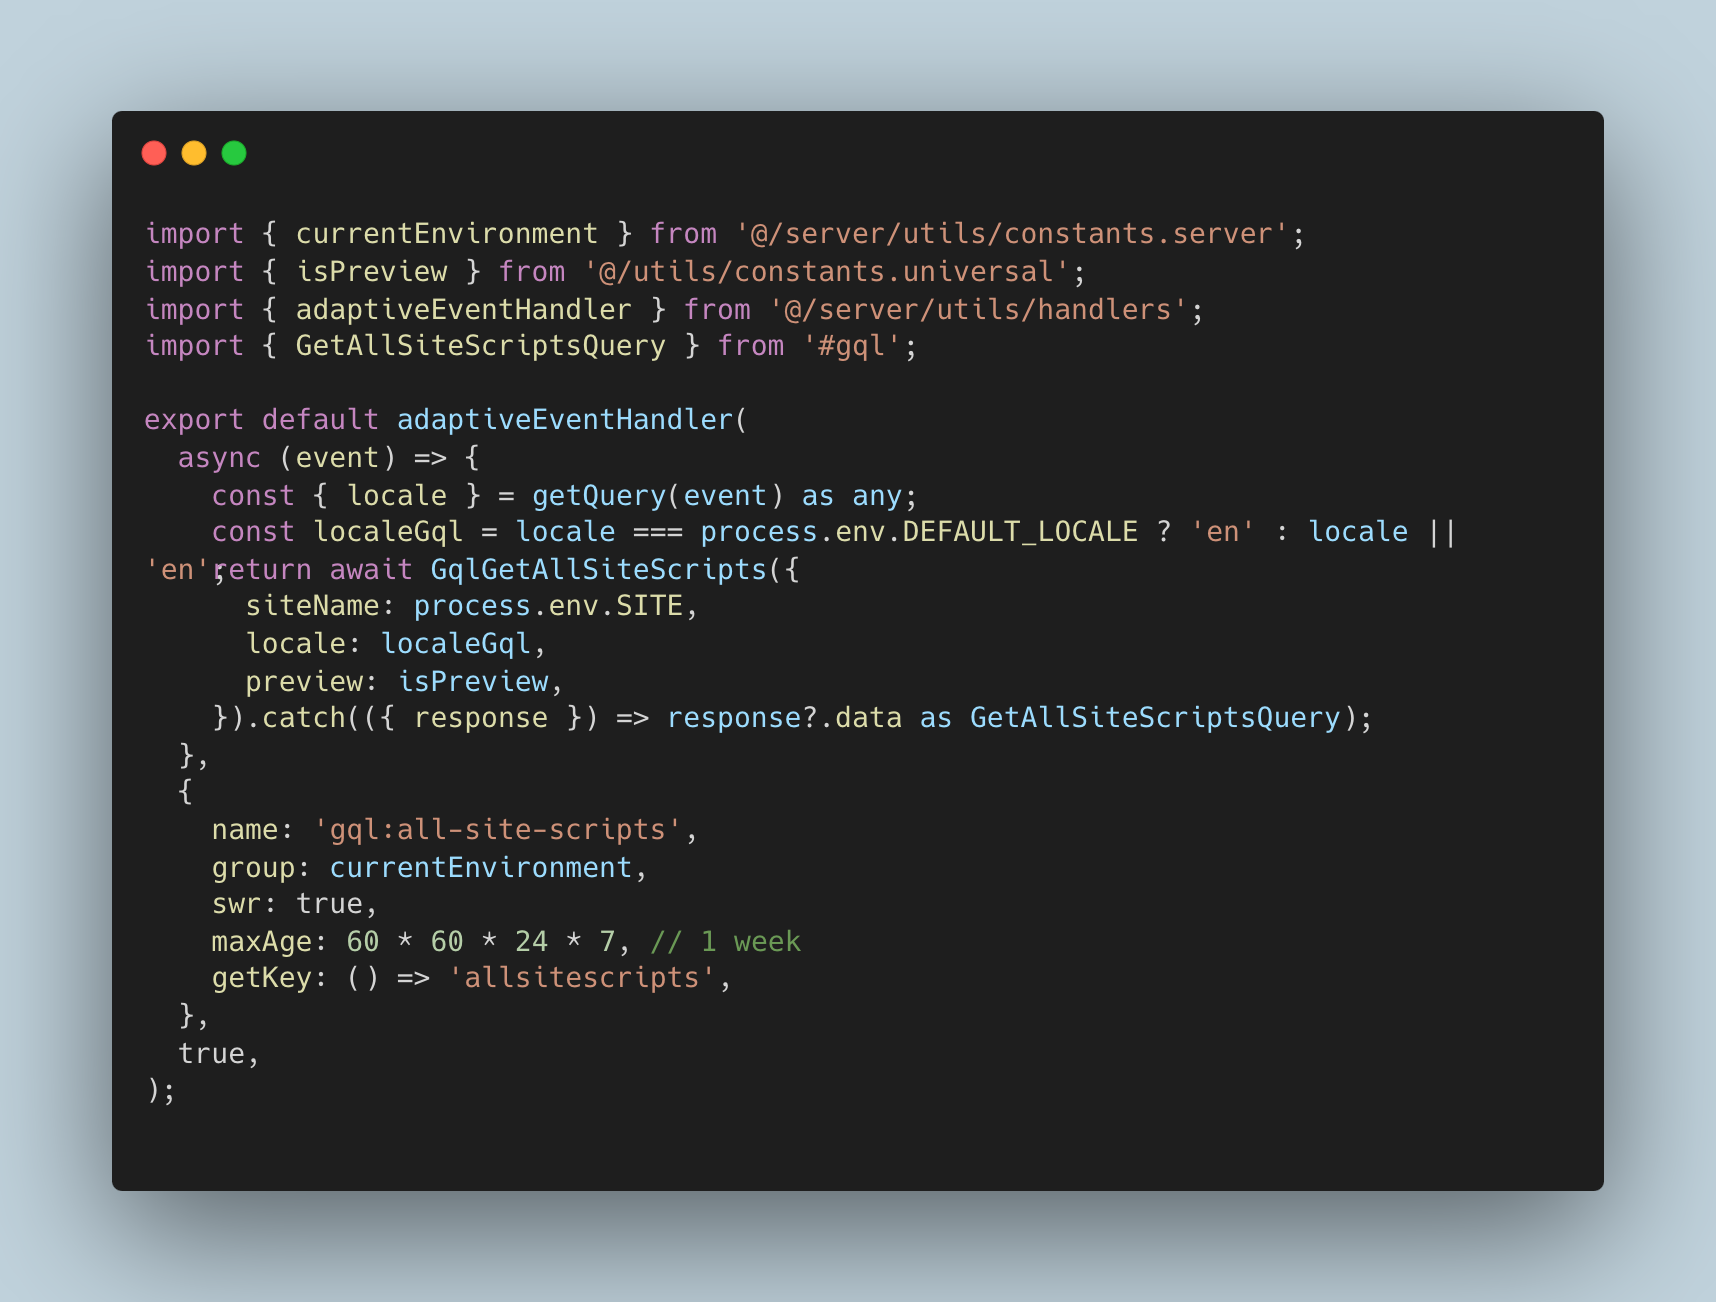 import { currentEnvironment } from '@/server/utils/constants.server';
import { isPreview } from '@/utils/constants.universal';
import { adaptiveEventHandler } from '@/server/utils/handlers';
import { GetAllSiteScriptsQuery } from '#gql';

export default adaptiveEventHandler(
  async (event) => {
    const { locale } = getQuery(event) as any;
    const localeGql = locale === process.env.DEFAULT_LOCALE ? 'en' : locale ||
'en';
    return await GqlGetAllSiteScripts({
      siteName: process.env.SITE,
      locale: localeGql,
      preview: isPreview,
    }).catch(({ response }) => response?.data as GetAllSiteScriptsQuery);
  },
  {
    name: 'gql:all-site-scripts',
    group: currentEnvironment,
    swr: true,
    maxAge: 60 * 60 * 24 * 7, // 1 week
    getKey: () => 'allsitescripts',
  },
  true,
);